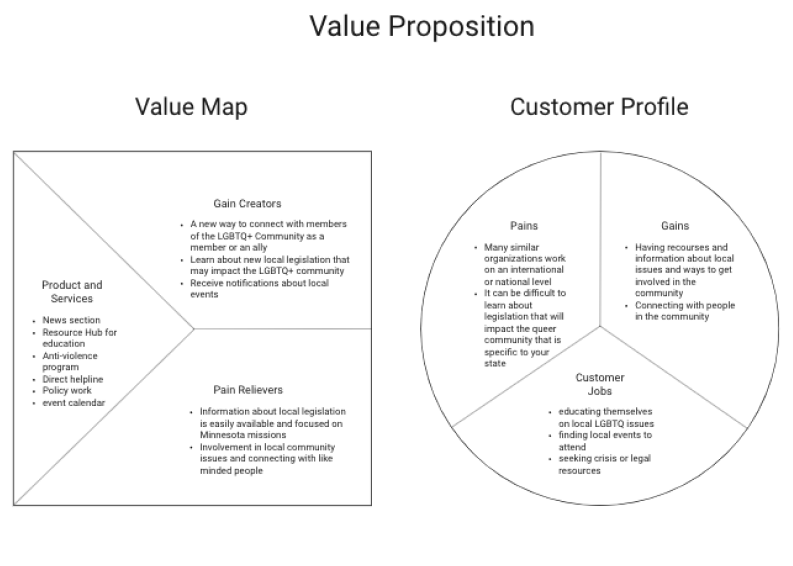 Value Proposition
Value Map
Customer Profile
Gain Creators
• A new way to connect with members
of the LGBTQ+ Community as a
member or an ally
• Learn about new local legislation that
may impact the LGBTQ+ community
• Receive notifications about local
events
Product and
Services
• News section
• Resource Hub for
education
• Anti-violence
program
• Direct helpline
• Policy work
• event calendar
Pain Relievers
• Information about local legislation
is easily available and focused on
Minnesota missions
• Involvement in local community
issues and connecting with like
minded people
Pains
• Many similar
organizations work
on an international
or national level
• It can be difficult to
learn about
legislation that will
impact the queer
community that is
specific to your
state
Gains
• Having recourses and
information about local
issues and ways to get
involved in the
community
• Connecting with people
in the community
Customer
Jobs
• educating themselves
on local LGBTQ issues
• finding local events to
attend
• seeking crisis or legal
resources